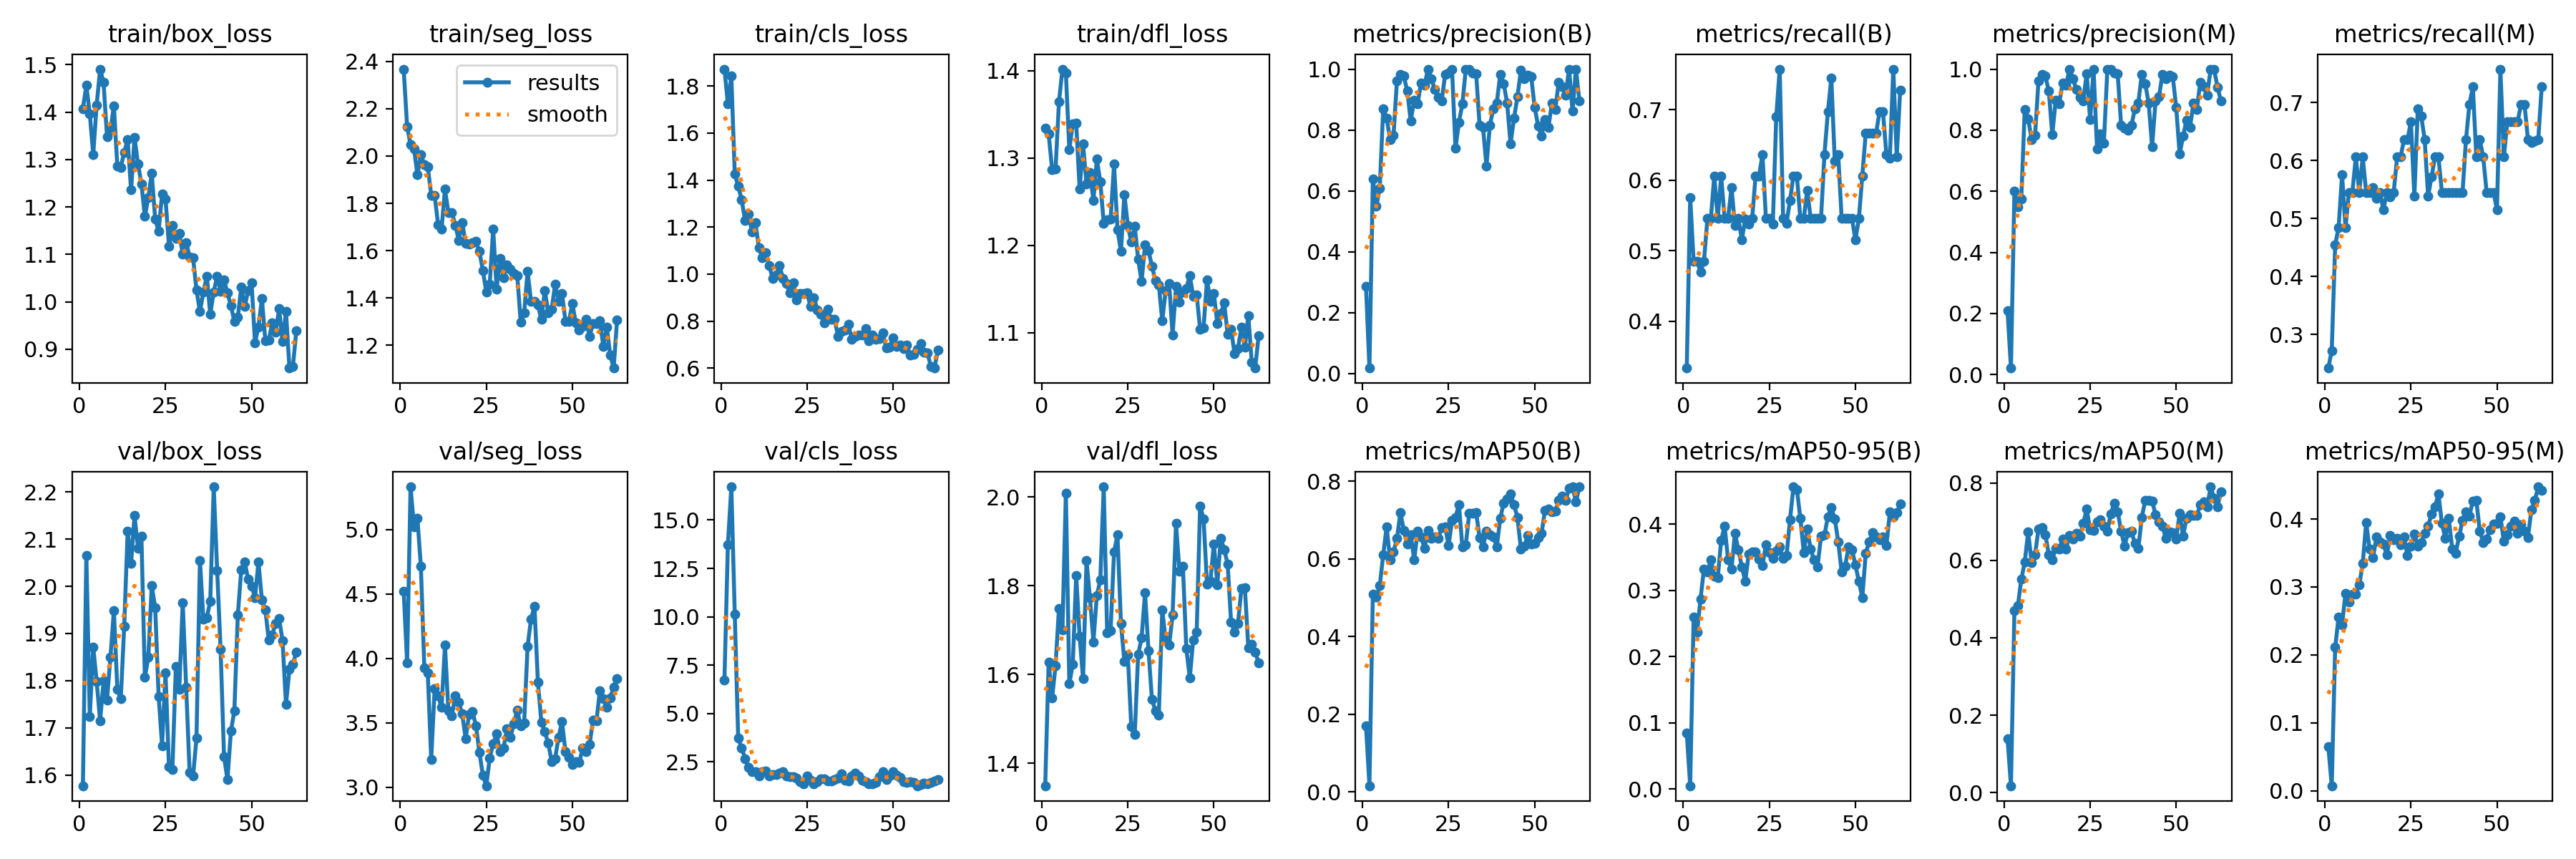 train/box_loss
1.5
1.4
1.3
1.2
1.1
1.0
0.9
0 25 50
train/seg_loss
results
smooth
2.4
2.2
2.0
1.8
1.6
1.4
1.2
0 25 50
train/cls_loss
1.8
1.6
1.4
1.2
1.0
0.8
0.6
0 25 50
train/dfl_loss
1.4
1.3
1.2
1.1
0 25 50
metrics/precision(B)
1.0
0.8
0.6
0.4
0.2
0.0
0 25 50
metrics/recall(B)
0.7
0.6
0.5
0.4
0 25 50
metrics/precision(M)
1.0
0.8
0.6
0.4
0.2
0.0
0 25 50
metrics/recall(M)
0.7
0.6
0.5
0.4
0.3
0 25 50
val/box_loss
2.2
2.1
2.0
1.9
1.8
1.7
1.6
0 25 50
val/seg_loss
5.0
4.5
4.0
3.5
3.0
0 25 50
val/cls_loss
15.0
12.5
10.0
7.5
5.0
2.5
0 25 50
val/dfl_loss
2.0
1.8
1.6
1.4
0 25 50
metrics/mAP50(B)
0.8
0.6
0.4
0.2
0.0
0 25 50
metrics/mAP50-95(B)
0.4
0.3
0.2
0.1
0.0
0 25 50
metrics/mAP50(M)
0.8
0.6
0.4
0.2
0.0
0 25 50
metrics/mAP50-95(M)
0.4
0.3
0.2
0.1
0.0
0 25 50